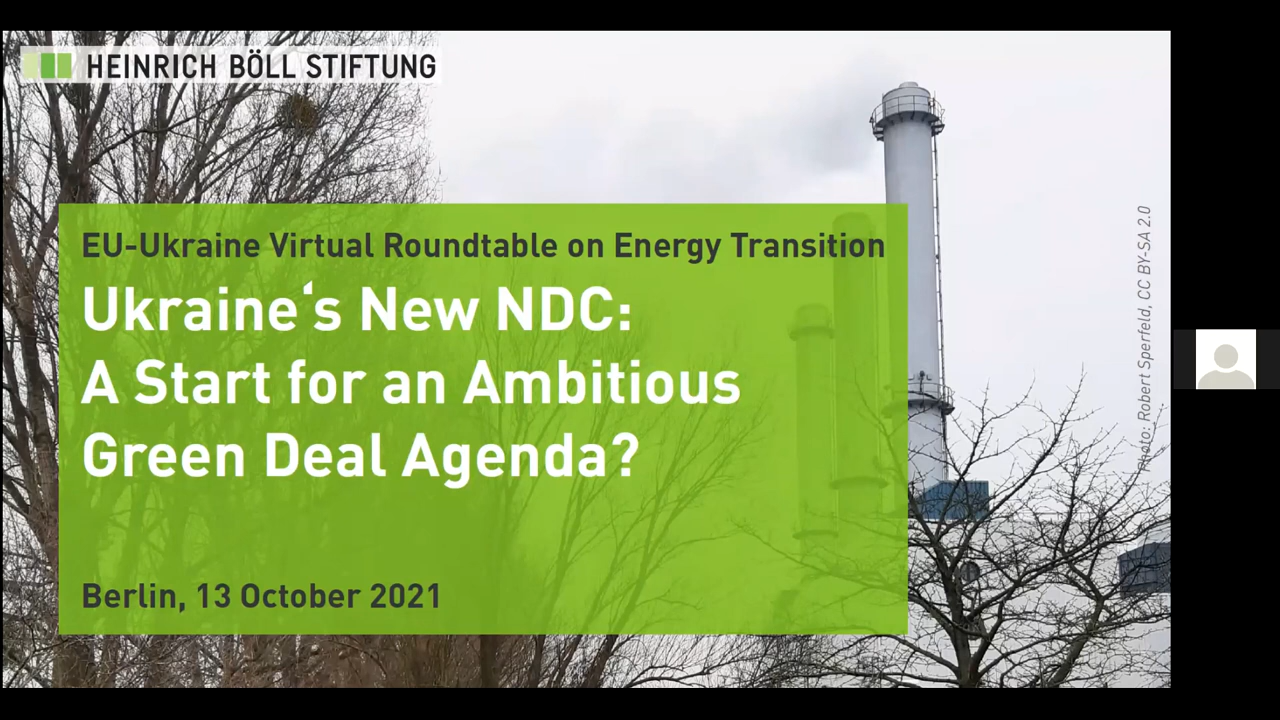 HEINRICH BÖLL STIFTUNG
EU-Ukraine Virtual Roundtable on Energy Transition
Ukraine‘s New NDC:
A Start for an Ambitious
Green Deal Agenda?
Berlin, 13 October 2021
Photo: Robert Sperfeld, CC BY-SA 2.0